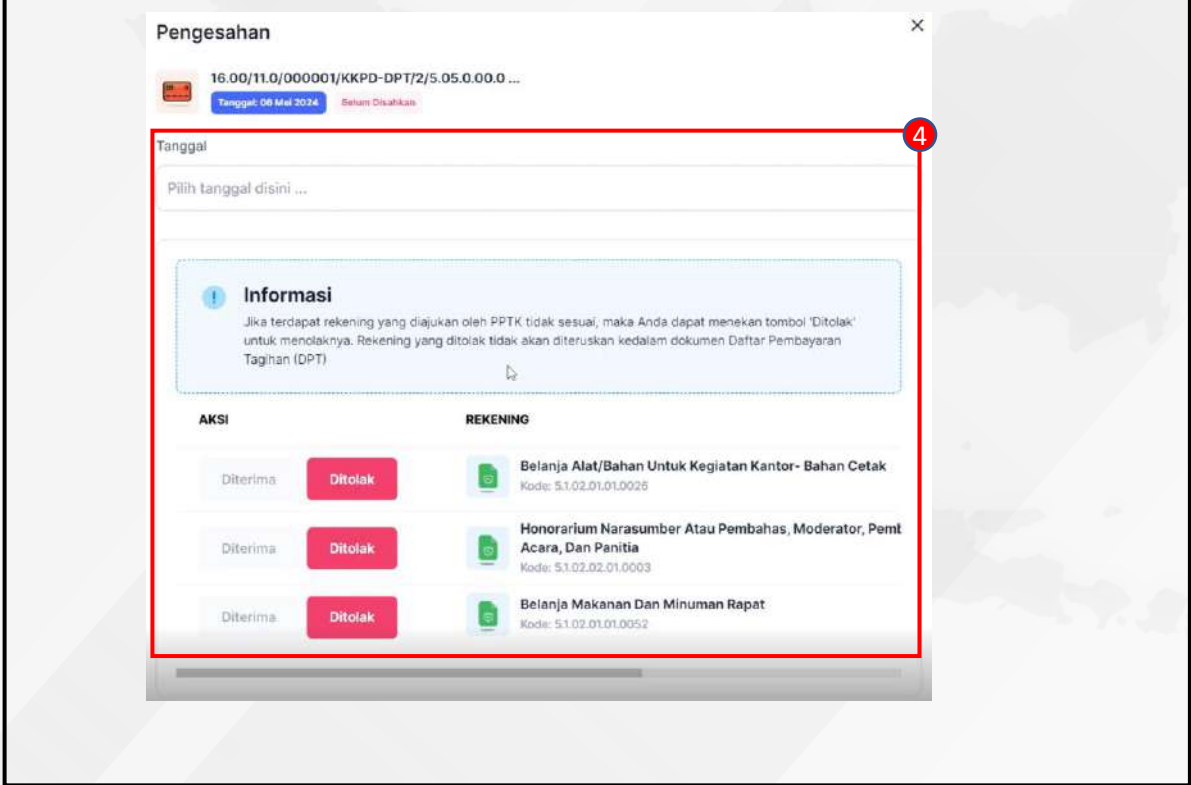 Pengesahan
16.00/11.0/000001/KKPD-DPT/2/5.05.0.00.0 ...
Tanggal: 06 Mei 2024 Belum Disahkan
4
Tanggal
Pilih tanggal disini ...
Informasi
Jika terdapat rekening yang diajukan oleh PPTK tidak sesuai, maka Anda dapat menekan tombol 'Ditolak'
untuk menolaknya. Rekening yang ditolak tidak akan diteruskan kedalam dokumen Daftar Pembayaran
Tagihan (DPT)
AKSI REKENING
Diterima Ditolak Belanja Alat/Bahan Untuk Kegiatan Kantor- Bahan Cetak
Kode: 5.1.02.01.01.0026
Honorarium Narasumber Atau Pembahas, Moderator, Pemb
Diterima Ditolak Acara, Dan Panitia
Kode: 5.1.02.02.01.0003
Diterima Ditolak Belanja Makanan Dan Minuman Rapat
Kode: 5.1.02.01.01.0052